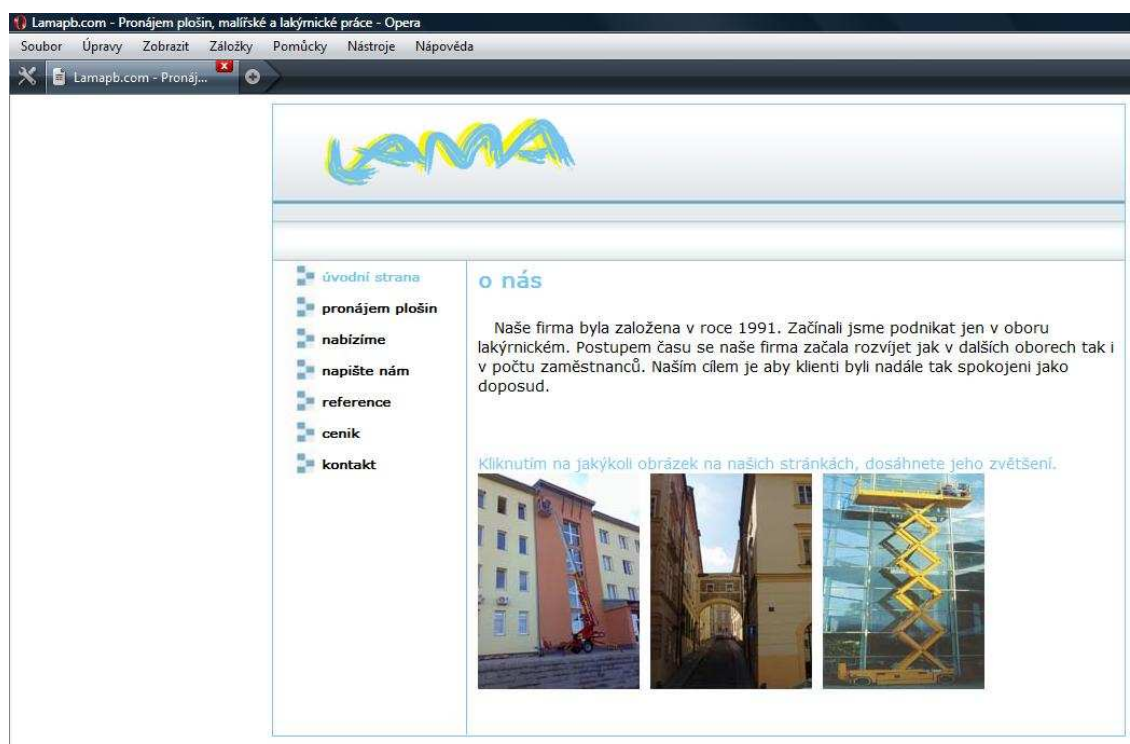 Lamapb.com - Pronájem plošin, malířské a lakýrnické práce - Opera
Soubor Úpravy Zobrazit Záložky Pomůcky Nástroje Nápověda
Lamapb.com - Pronáj...
LAMA
úvodní strana
pronájem plošin
nabízíme
napište nám
reference
cenik
kontakt
o nás
Naše firma byla založena v roce 1991. Začínali jsme podnikat jen v oboru
lakýrnickém. Postupem času se naše firma začala rozvíjet jak v dalších oborech tak i
v počtu zaměstnanců. Naším cílem je aby klienti byli nadále tak spokojeni jako
doposud.
Kliknutím na jakýkoli obrázek na našich stránkách, dosáhnete jeho zvětšení.